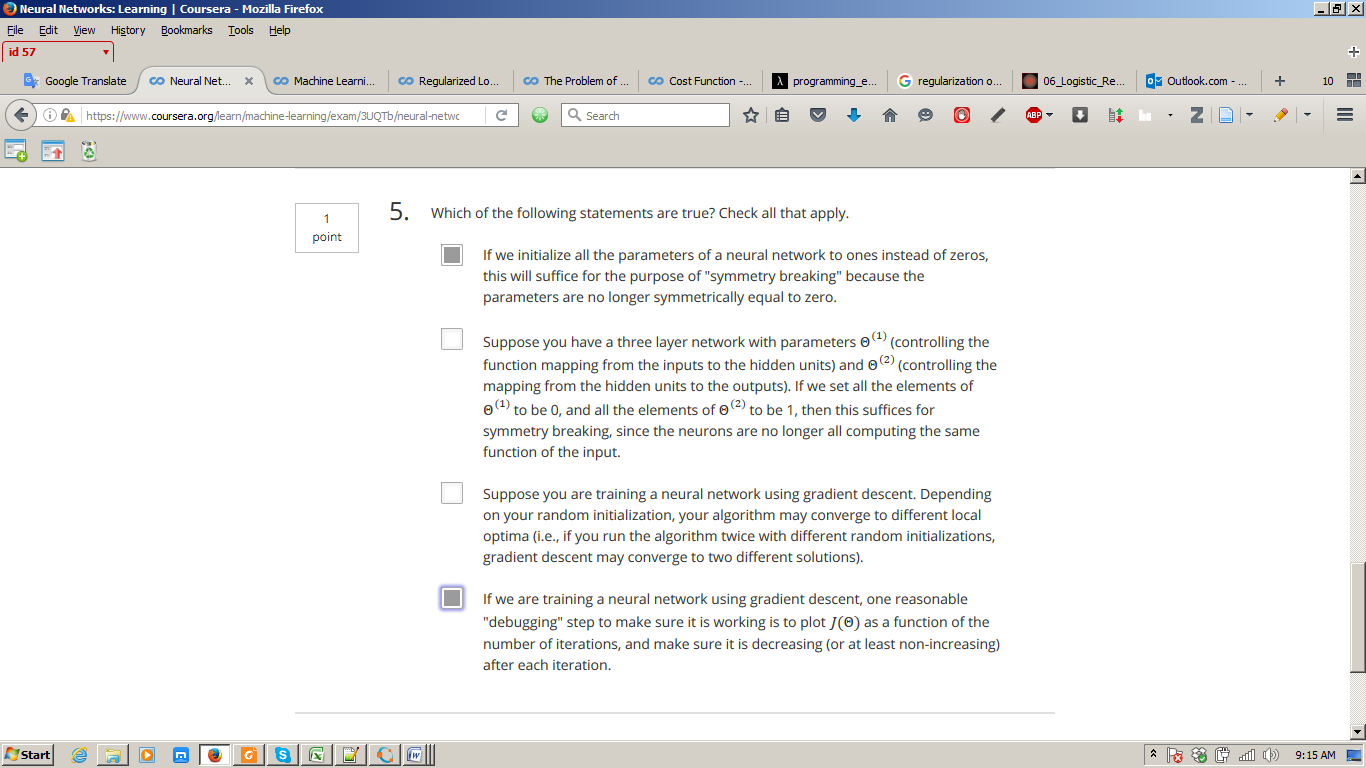 Neural Networks: Learning | Coursera - Mozilla Firefox
File Edit View History Bookmarks Tools Help
id 57
Google Translate
Neural Net...
Machine Learni...
Regularized Lo...
The Problem of ...
Cost Function -...
programming_e...
regularization o...
06_Logistic_Re...
Outlook.com - ...
10
https://www.coursera.org/learn/machine-learning/exam/3UQTb/neural-netwc
Search
ABP
1
point
5. Which of the following statements are true? Check all that apply.
If we initialize all the parameters of a neural network to ones instead of zeros,
this will suffice for the purpose of "symmetry breaking" because the
parameters are no longer symmetrically equal to zero.
Suppose you have a three layer network with parameters Θ⁽¹⁾ (controlling the
function mapping from the inputs to the hidden units) and Θ⁽²⁾ (controlling the
mapping from the hidden units to the outputs). If we set all the elements of
Θ⁽¹⁾ to be 0, and all the elements of Θ⁽²⁾ to be 1, then this suffices for
symmetry breaking, since the neurons are no longer all computing the same
function of the input.
Suppose you are training a neural network using gradient descent. Depending
on your random initialization, your algorithm may converge to different local
optima (i.e., if you run the algorithm twice with different random initializations,
gradient descent may converge to two different solutions).
If we are training a neural network using gradient descent, one reasonable
"debugging" step to make sure it is working is to plot J(Θ) as a function of the
number of iterations, and make sure it is decreasing (or at least non-increasing)
after each iteration.
Start
9:15 AM